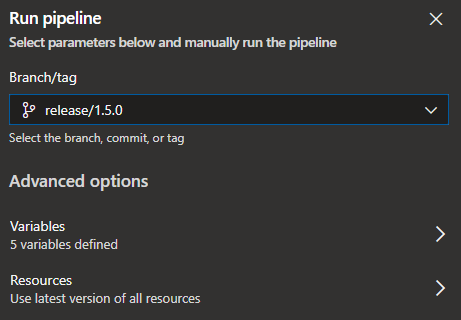 Run pipeline
Select parameters below and manually run the pipeline
Branch/tag
release/1.5.0
Select the branch, commit, or tag
Advanced options
Variables
5 variables defined
Resources
Use latest version of all resources